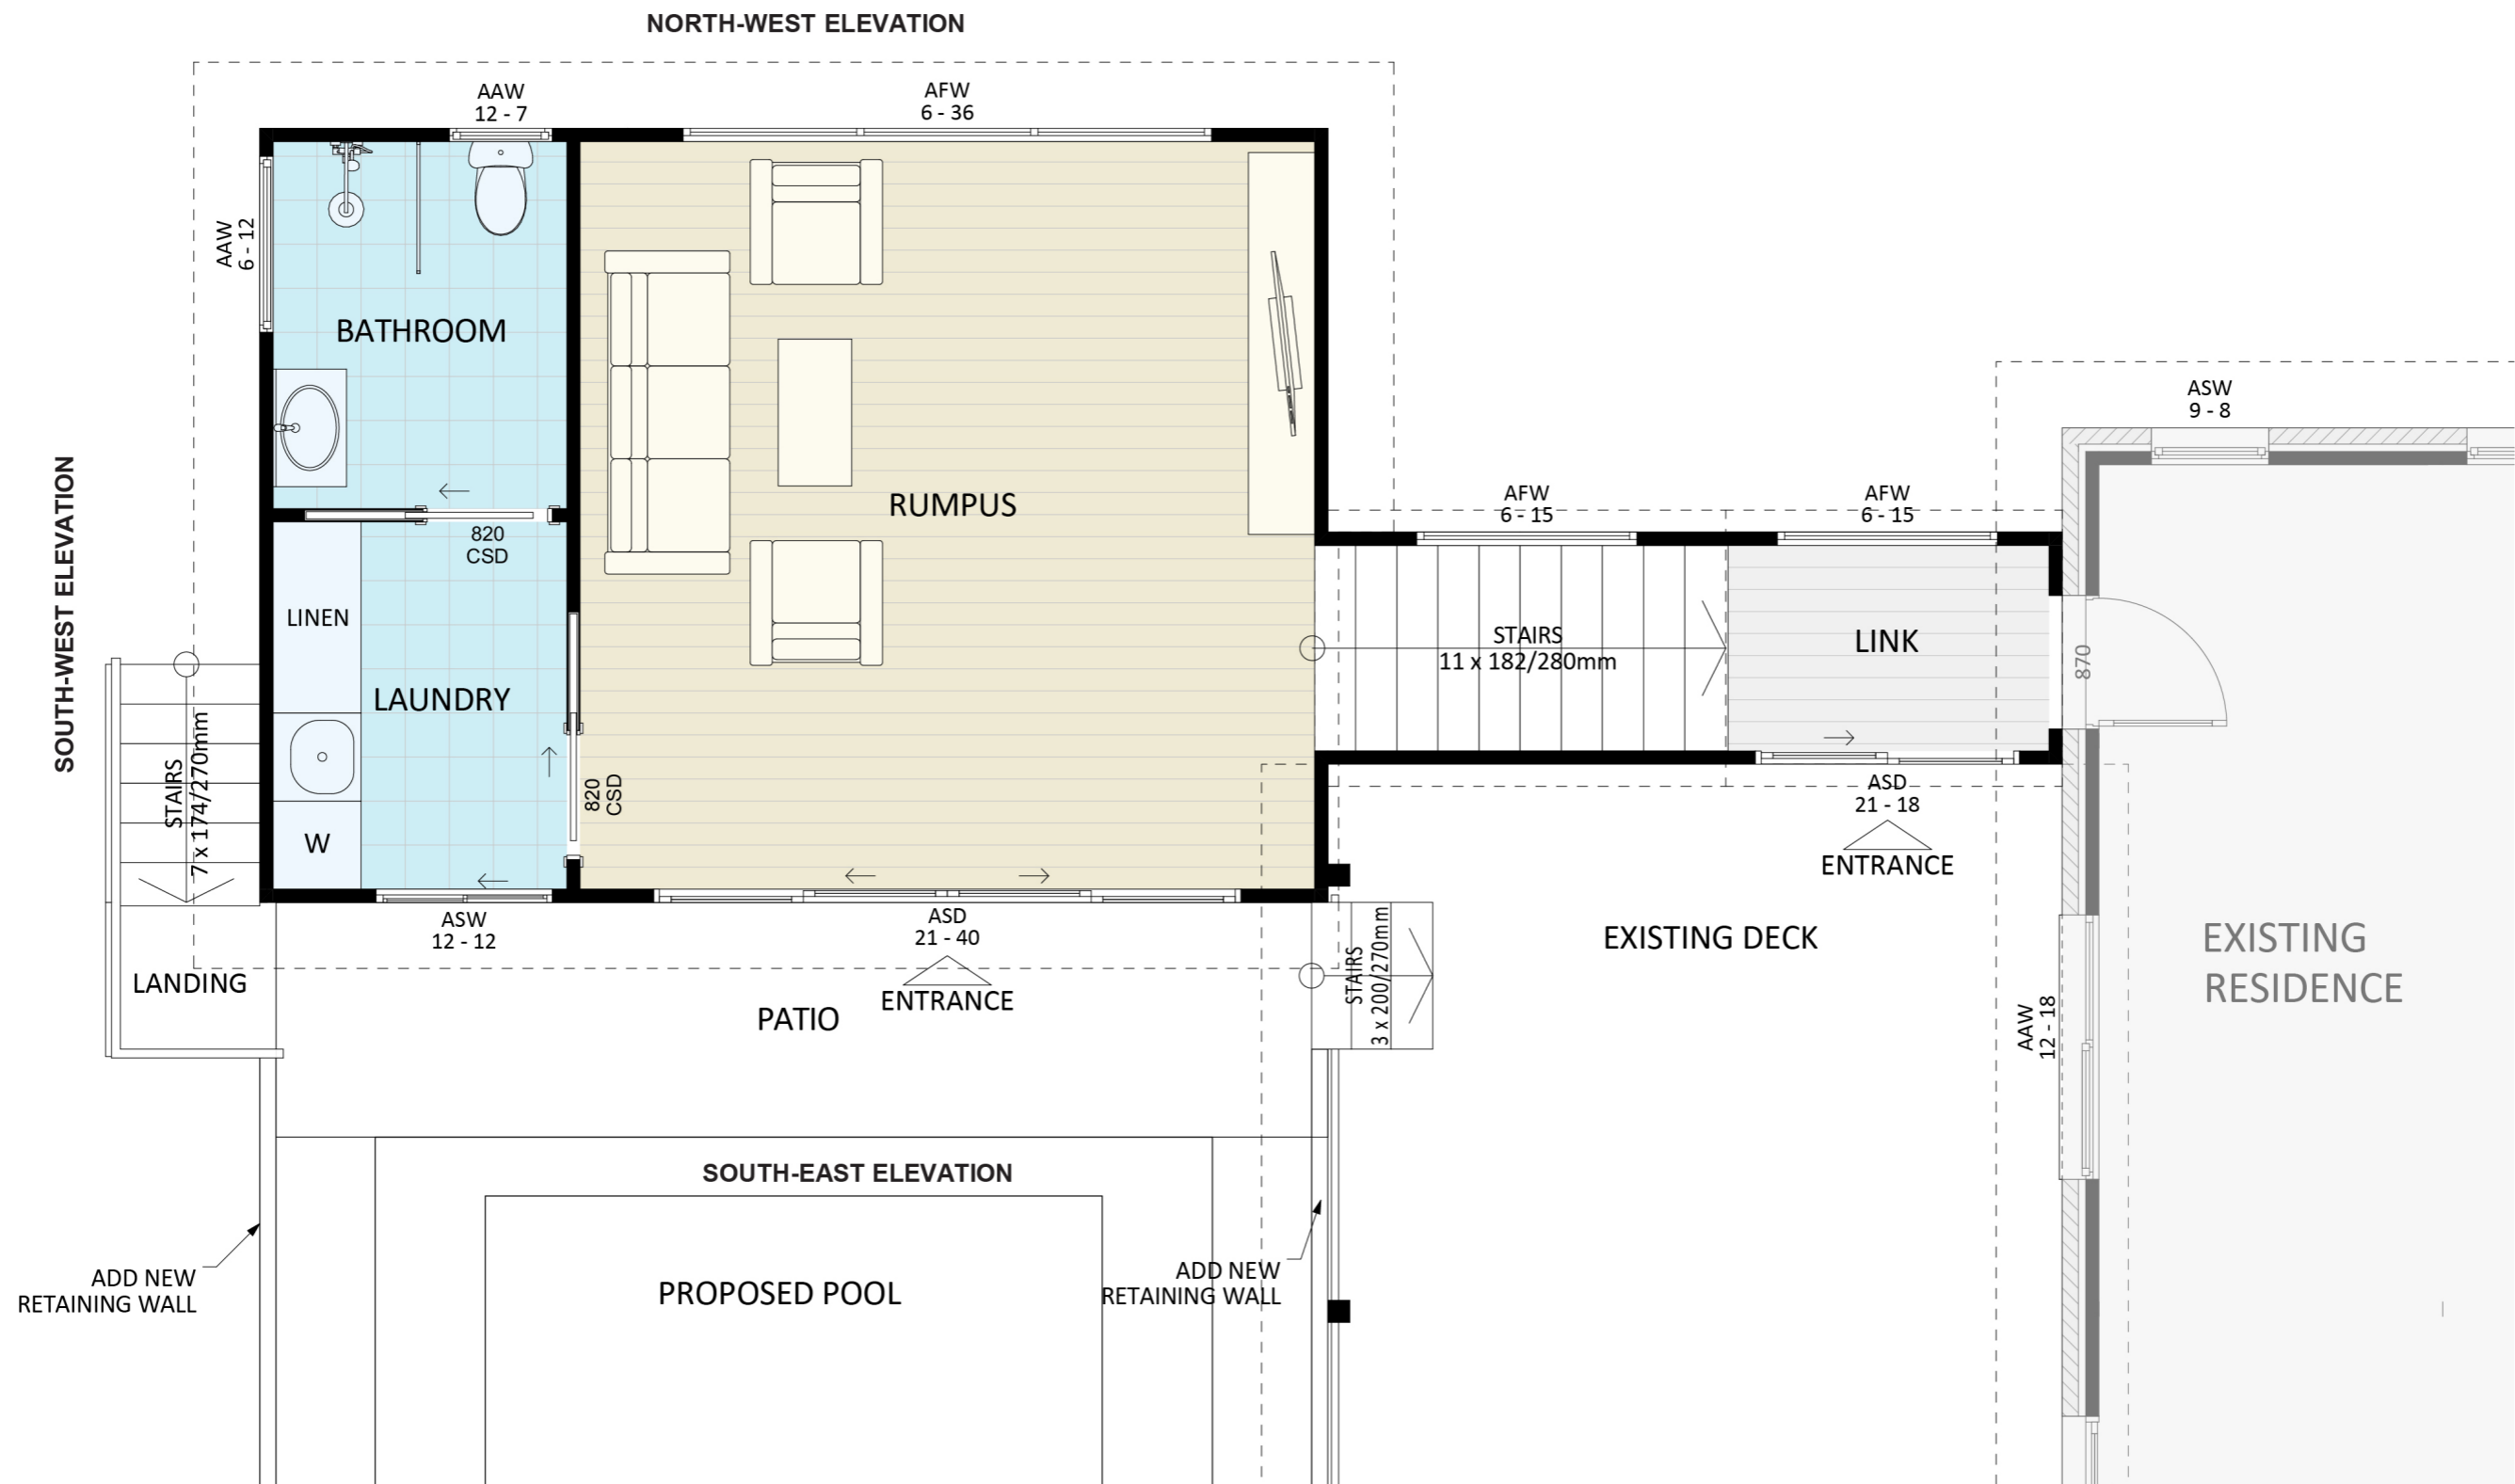 NORTH-WEST ELEVATION
AAW
12 - 7
AFW
6 - 36
AAW
6 - 12
BATHROOM
RUMPUS
ASW
9 - 8
AFW
6 - 15
AFW
6 - 15
SOUTH-WEST ELEVATION
820
CSD
LINEN
LAUNDRY
STAIRS
11 x 182/280mm
LINK
870
STAIRS
7 x 174/270mm
820
CSD
W
ASD
21 - 18
ENTRANCE
ASW
12 - 12
ASD
21 - 40
ENTRANCE
STAIRS
3 x 200/270mm
EXISTING DECK
EXISTING
RESIDENCE
LANDING
PATIO
AAW
12 - 18
SOUTH-EAST ELEVATION
ADD NEW
RETAINING WALL
PROPOSED POOL
ADD NEW
RETAINING WALL